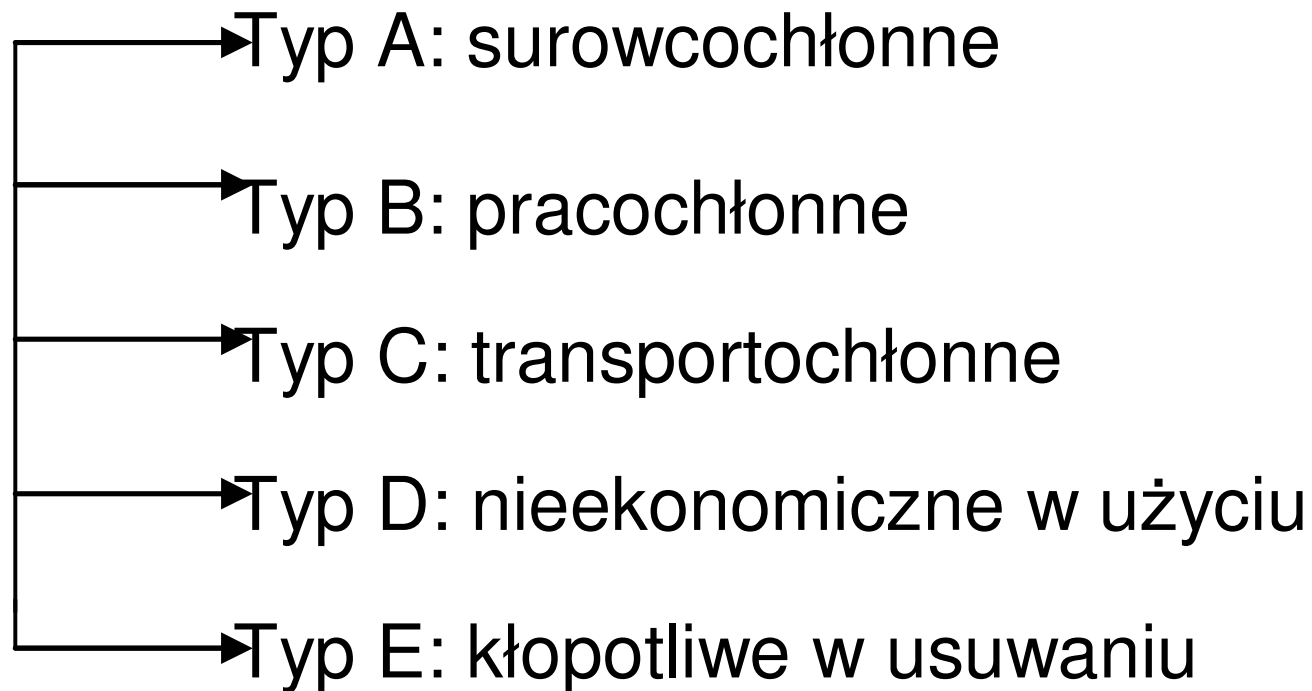 Typ A: surowcochłonne
Typ B: pracochłonne
Typ C: transportochłonne
Typ D: nieekonomiczne w użyciu
Typ E: kłopotliwe w usuwaniu